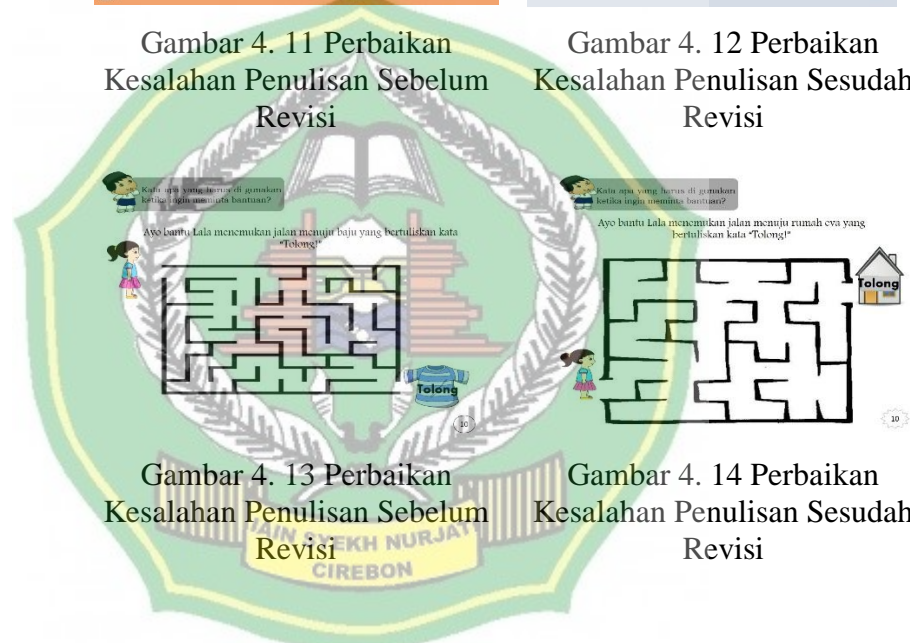 Gambar 4. 11 Perbaikan
Kesalahan Penulisan Sebelum
Revisi
Gambar 4. 12 Perbaikan
Kesalahan Penulisan Sesudah
Revisi
Kata apa yang harus di gunakan
ketika ingin meminta bantuan?
Ayo bantu Lala menemukan jalan menuju baju yang bertuliskan kata
"Tolong!"
Tolong
10
Kata apa yang harus di gunakan
ketika ingin meminta bantuan?
Ayo bantu Lala menemukan jalan menuju rumah eva yang
bertuliskan kata "Tolong!"
Tolong
10
Gambar 4. 13 Perbaikan
Kesalahan Penulisan Sebelum
Revisi
Gambar 4. 14 Perbaikan
Kesalahan Penulisan Sesudah
Revisi
IAIN SYEKH NURJATI
CIREBON